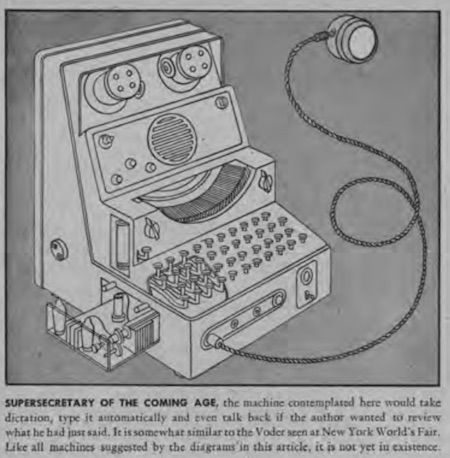 SUPERSECRETARY OF THE COMING AGE, the machine contemplated here would take
dictation, type it automatically and even talk back if the author wanted to review
what he had just said. It is somewhat similar to the Voder seen at New York World's Fair.
Like all machines suggested by the diagrams in this article, it is not yet in existence.